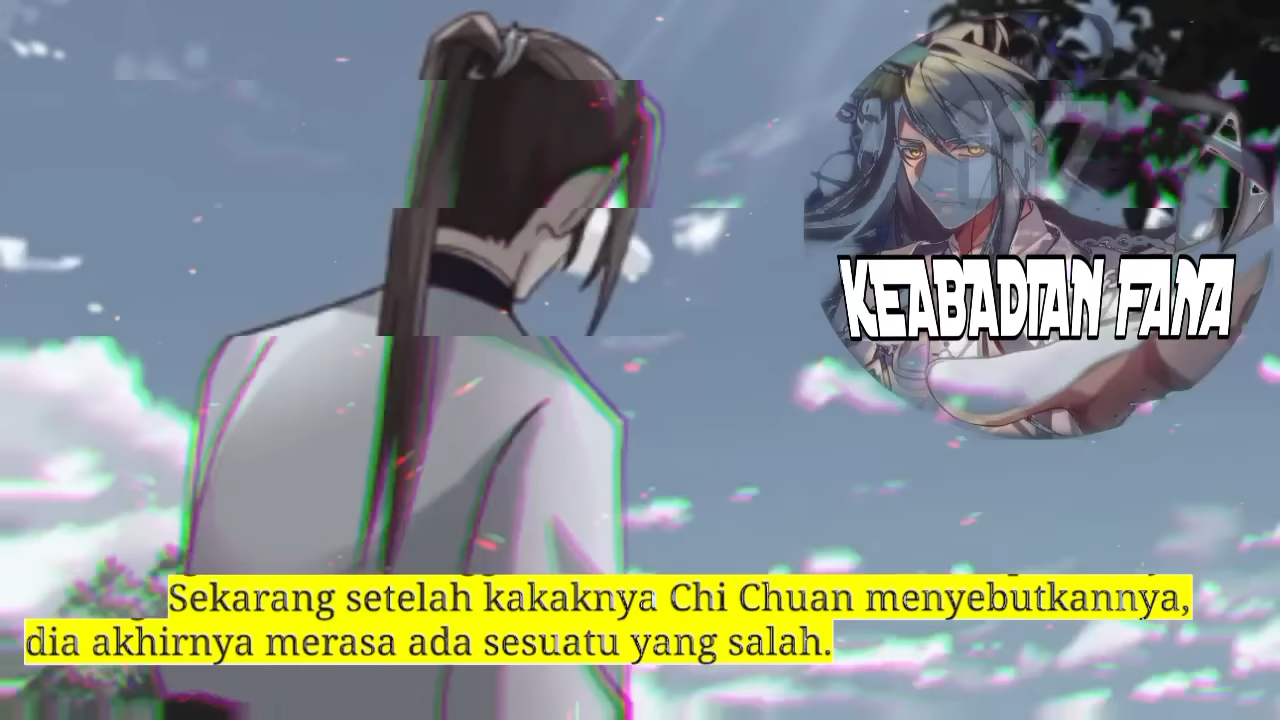 KEABADIAN FANA
Sekarang setelah kakaknya Chi Chuan menyebutkannya,
dia akhirnya merasa ada sesuatu yang salah.